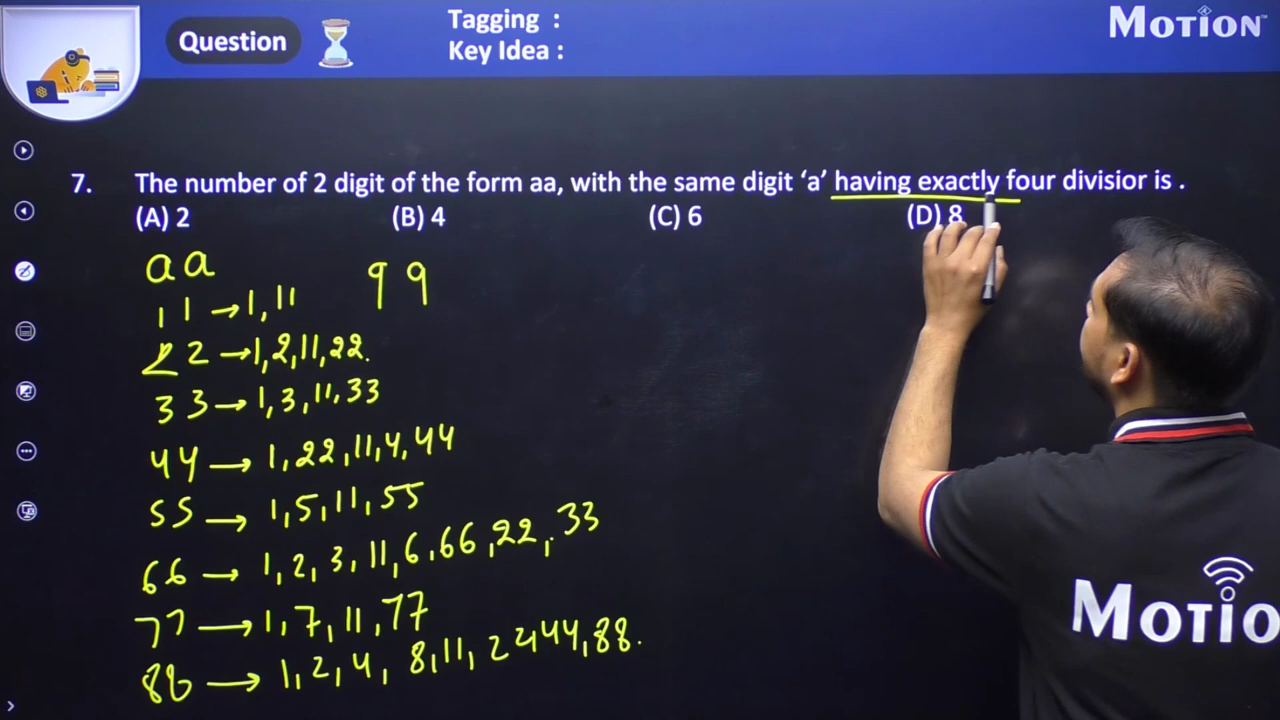 Question
Tagging :
Key Idea :
MOTION
7. The number of 2 digit of the form aa, with the same digit ‘a’ having exactly four divisior is .
(A) 2 (B) 4 (C) 6 (D) 8
a a
1 1 → 1, 11 9 9
2 2 → 1, 2, 11, 22.
3 3 → 1, 3, 11, 33
44 → 1, 22, 11, 4, 44
55 → 1, 5, 11, 55
66 → 1, 2, 3, 11, 6, 66, 22, 33
77 → 1, 7, 11, 77
88 → 1, 2, 4, 8, 11, 22, 44, 88.
MOTIO